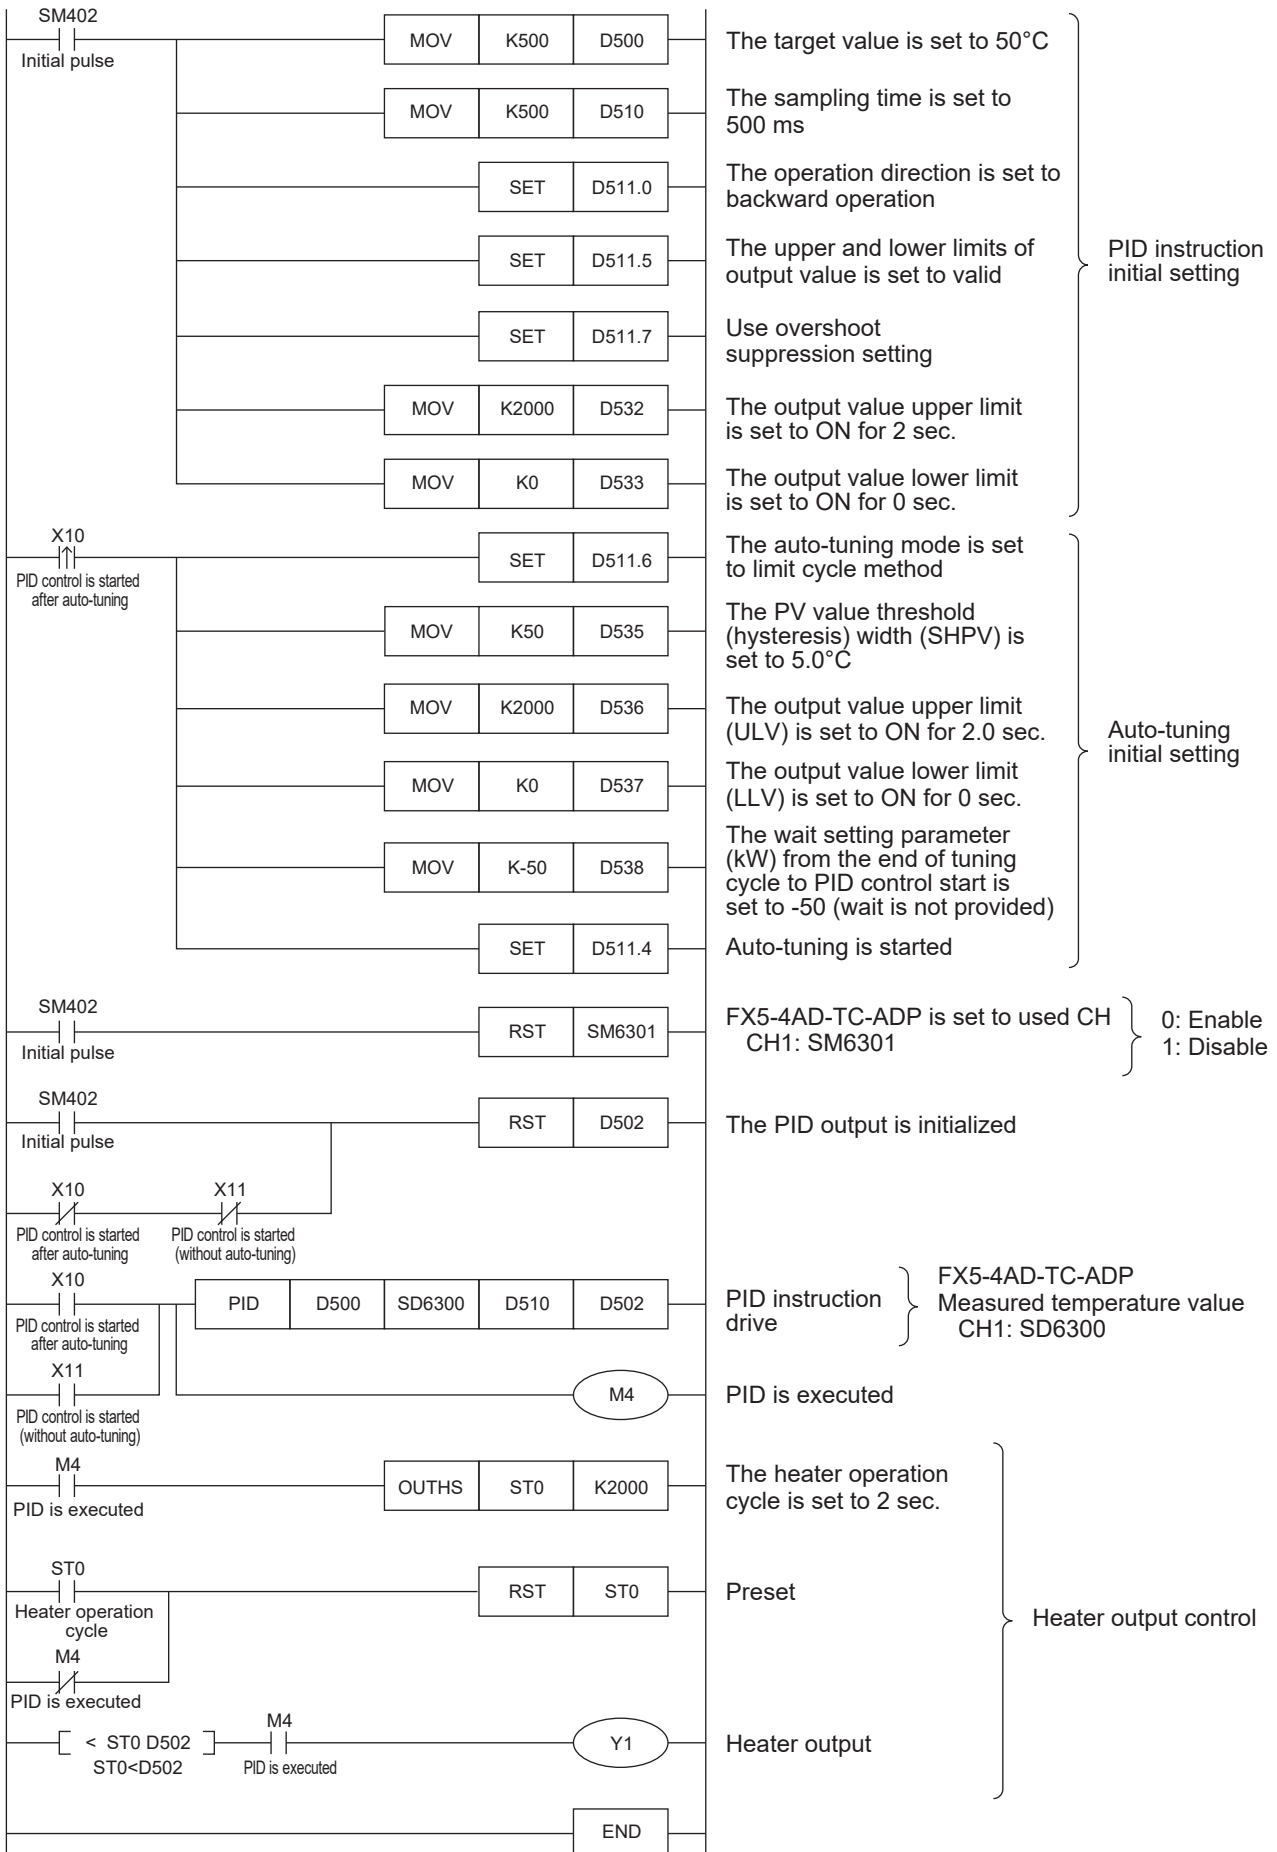 SM402
Initial pulse
MOV K500 D500
The target value is set to 50°C
MOV K500 D510
The sampling time is set to
500 ms
SET D511.0
The operation direction is set to
backward operation
SET D511.5
The upper and lower limits of
output value is set to valid
PID instruction
initial setting
SET D511.7
Use overshoot
suppression setting
MOV K2000 D532
The output value upper limit
is set to ON for 2 sec.
MOV K0 D533
The output value lower limit
is set to ON for 0 sec.
X10
PID control is started
after auto-tuning
SET D511.6
The auto-tuning mode is set
to limit cycle method
MOV K50 D535
The PV value threshold
(hysteresis) width (SHPV) is
set to 5.0°C
MOV K2000 D536
The output value upper limit
(ULV) is set to ON for 2.0 sec.
Auto-tuning
initial setting
MOV K0 D537
The output value lower limit
(LLV) is set to ON for 0 sec.
MOV K-50 D538
The wait setting parameter
(kW) from the end of tuning
cycle to PID control start is
set to -50 (wait is not provided)
SET D511.4
Auto-tuning is started
SM402
Initial pulse
RST SM6301
FX5-4AD-TC-ADP is set to used CH
CH1: SM6301
0: Enable
1: Disable
SM402
Initial pulse
RST D502
The PID output is initialized
X10 X11
PID control is started PID control is started
after auto-tuning (without auto-tuning)
X10
PID control is started
after auto-tuning
PID D500 SD6300 D510 D502
PID instruction
drive
FX5-4AD-TC-ADP
Measured temperature value
CH1: SD6300
X11
PID control is started
(without auto-tuning)
M4
PID is executed
M4
PID is executed
OUTHS ST0 K2000
The heater operation
cycle is set to 2 sec.
ST0
Heater operation
cycle
RST ST0
Preset
Heater output control
M4
PID is executed
< ST0 D502
ST0<D502
M4
PID is executed
Y1
Heater output
END